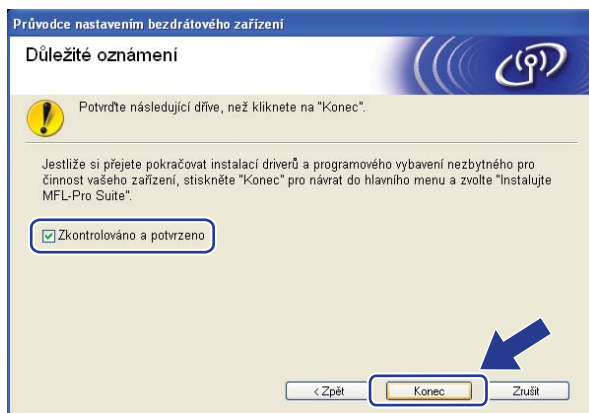 Průvodce nastavením bezdrátového zařízení
Důležité oznámení
Potvrďte následující dříve, než kliknete na "Konec".
Jestliže si přejete pokračovat instalací driverů a programového vybavení nezbytného pro
činnost vašeho zařízení, stiskněte "Konec" pro návrat do hlavního menu a zvolte "Instalujte
MFL-Pro Suite".
Zkontrolováno a potvrzeno
< Zpět Konec Zrušit